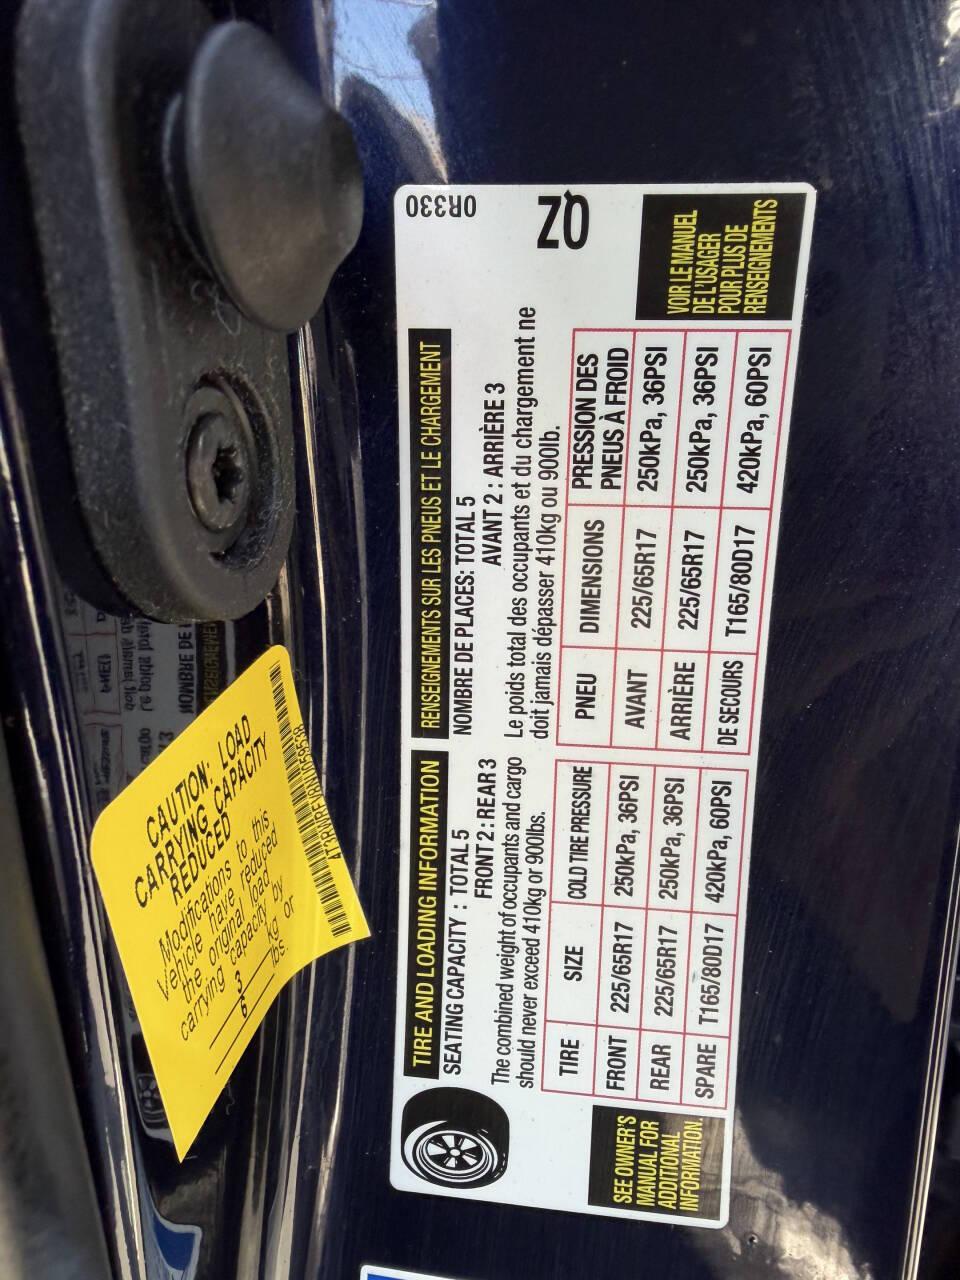 CAUTION: LOAD
CARRYING CAPACITY
REDUCED
Modifications to this
vehicle have reduced
the original load
carrying capacity by
3 kg or
6 lbs
TIRE AND LOADING INFORMATION
SEATING CAPACITY : TOTAL 5
FRONT 2 : REAR 3
The combined weight of occupants and cargo
should never exceed 410kg or 900lbs.
TIRE SIZE COLD TIRE PRESSURE
FRONT 225/65R17 250kPa, 36PSI
REAR 225/65R17 250kPa, 36PSI
SPARE T165/80D17 420kPa, 60PSI
SEE OWNER'S
MANUAL FOR
ADDITIONAL
INFORMATION.
RENSEIGNEMENTS SUR LES PNEUS ET LE CHARGEMENT
NOMBRE DE PLACES: TOTAL 5
AVANT 2 : ARRIÈRE 3
Le poids total des occupants et du chargement ne
doit jamais dépasser 410kg ou 900lb.
PNEU DIMENSIONS PRESSION DES
PNEUS À FROID
AVANT 225/65R17 250kPa, 36PSI
ARRIÈRE 225/65R17 250kPa, 36PSI
DE SECOURS T165/80D17 420kPa, 60PSI
0R330
QZ
VOIR LE MANUEL
DE L'USAGER
POUR PLUS DE
RENSEIGNEMENTS